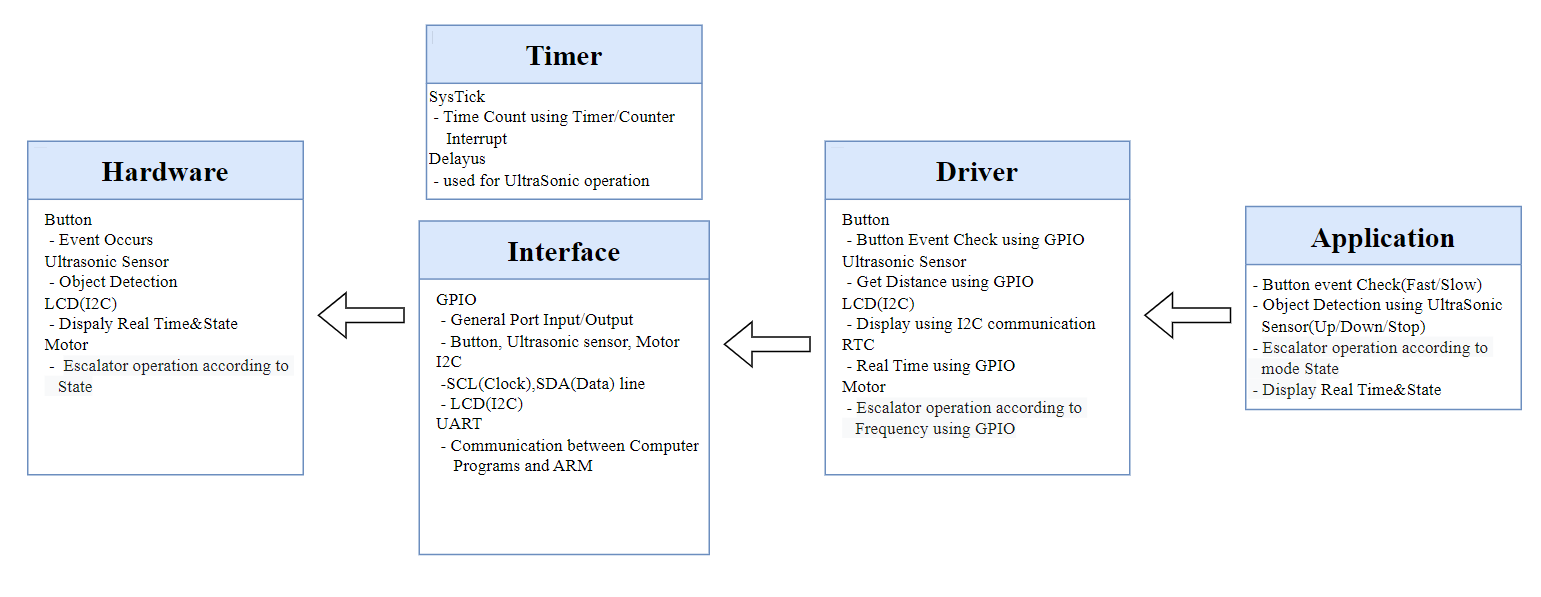 Timer
SysTick
- Time Count using Timer/Counter
Interrupt
Delayus
- used for UltraSonic operation
Hardware
Button
- Event Occurs
Ultrasonic Sensor
- Object Detection
LCD(I2C)
- Dispaly Real Time&State
Motor
- Escalator operation according to
State
Interface
GPIO
- General Port Input/Output
- Button, Ultrasonic sensor, Motor
I2C
-SCL(Clock),SDA(Data) line
- LCD(I2C)
UART
- Communication between Computer
Programs and ARM
Driver
Button
- Button Event Check using GPIO
Ultrasonic Sensor
- Get Distance using GPIO
LCD(I2C)
- Display using I2C communication
RTC
- Real Time using GPIO
Motor
- Escalator operation according to
Frequency using GPIO
Application
- Button event Check(Fast/Slow)
- Object Detection using UltraSonic
Sensor(Up/Down/Stop)
- Escalator operation according to
mode State
- Display Real Time&State